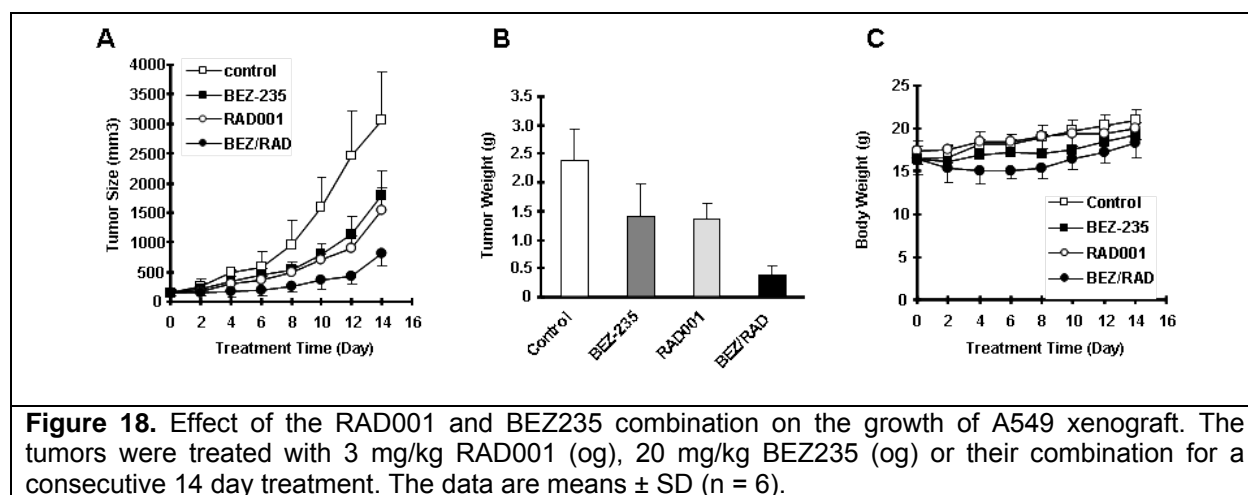 A
Tumor Size (mm3)
4000
3500
3000
2500
2000
1500
1000
500
0
control
BEZ-235
RAD001
BEZ/RAD
0 2 4 6 8 10 12 14 16
Treatment Time (Day)
B
Tumor Weight (g)
3.5
3.0
2.5
2.0
1.5
1.0
0.5
0.0
Control
BEZ-235
RAD001
BEZ/RAD
C
Body Weight (g)
25
20
15
10
5
0
Control
BEZ-235
RAD001
BEZ/RAD
0 2 4 6 8 10 12 14 16
Treatment Time (Day)
Figure 18. Effect of the RAD001 and BEZ235 combination on the growth of A549 xenograft. The
tumors were treated with 3 mg/kg RAD001 (og), 20 mg/kg BEZ235 (og) or their combination for a
consecutive 14 day treatment. The data are means ± SD (n = 6).